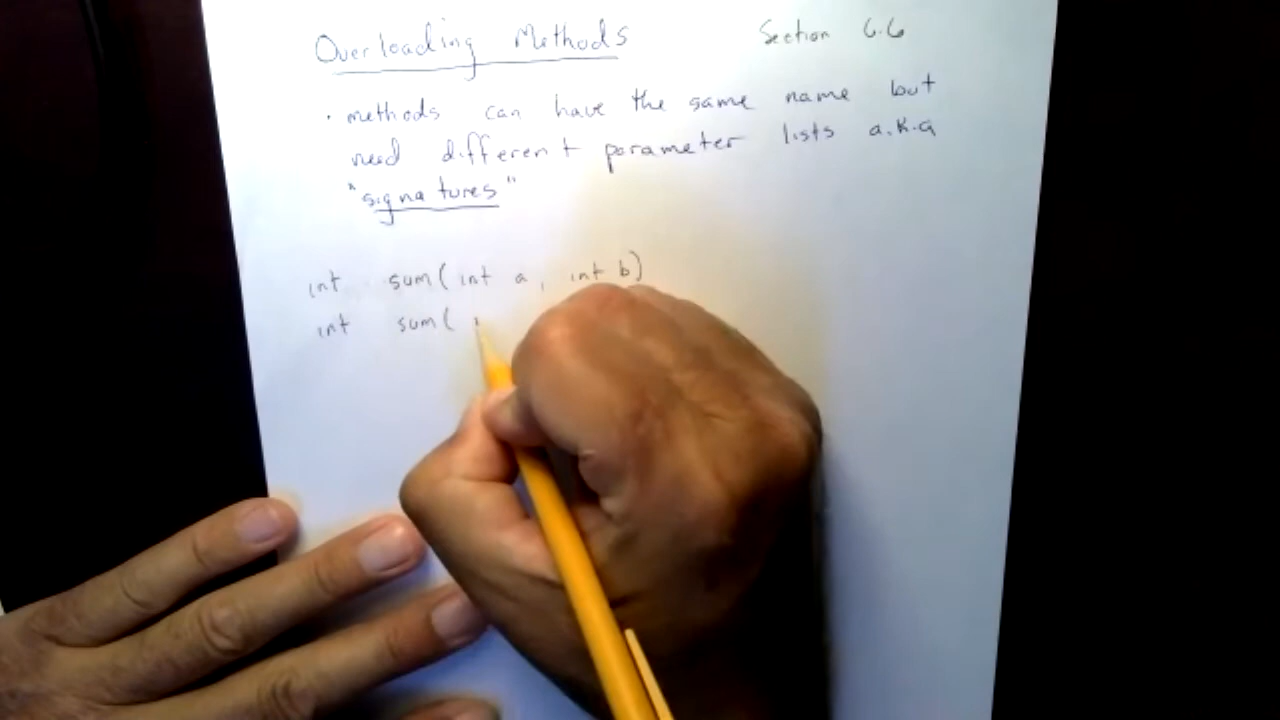 Overloading Methods Section 6.6
• methods can have the same name but
need different parameter lists a.k.a
"signatures"
int sum(int a, int b)
int sum( i